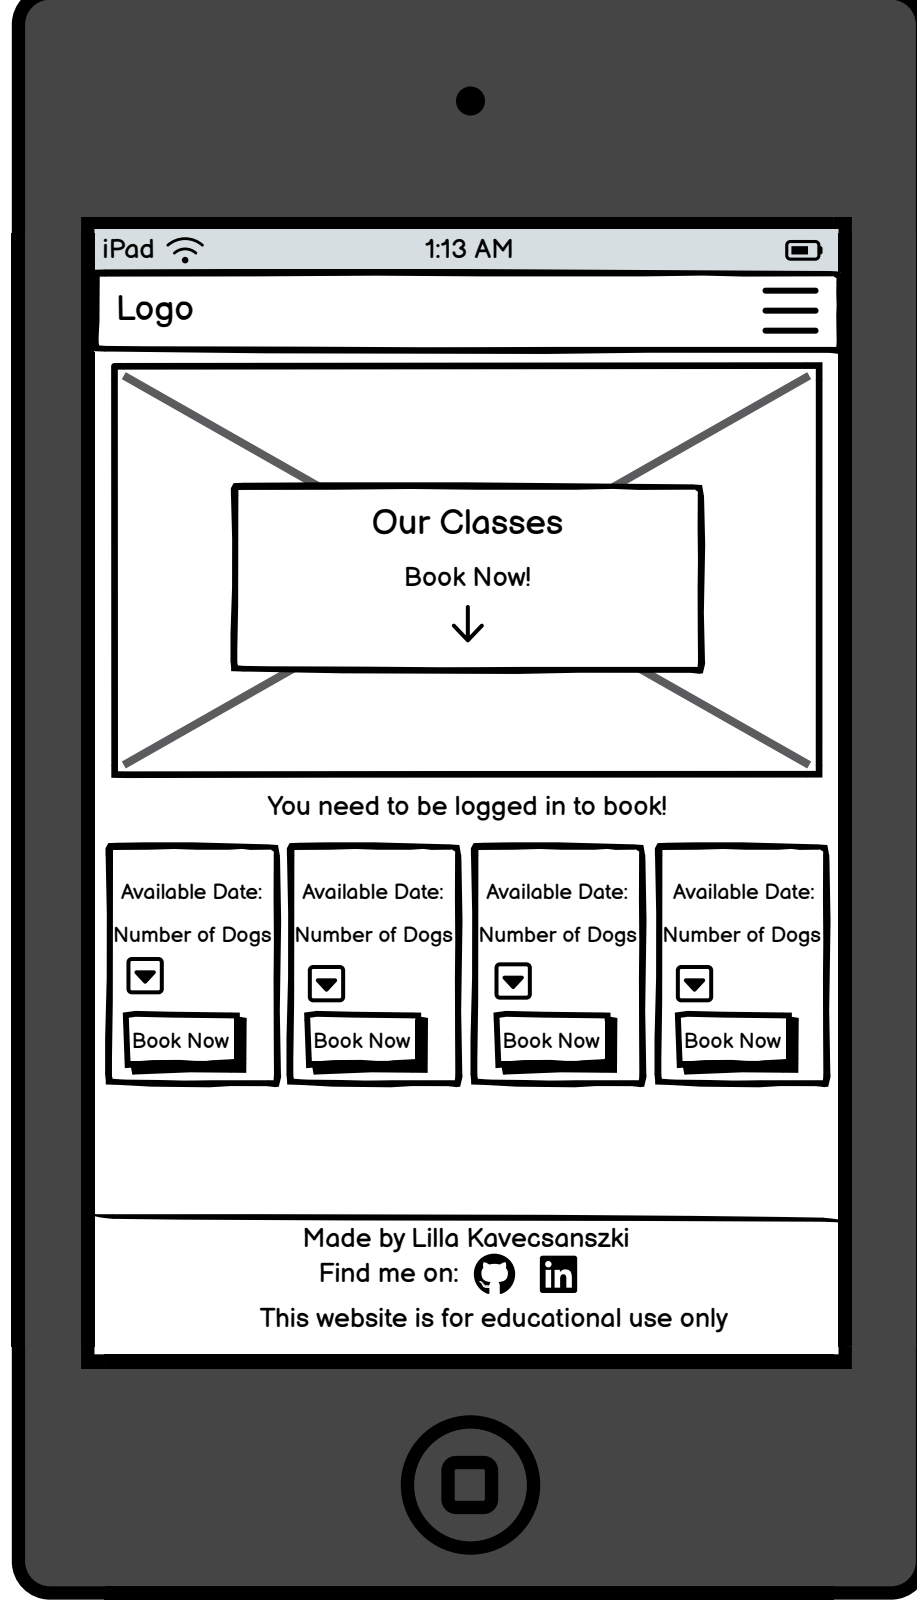 iPad 1:13 AM
Logo
Our Classes
Book Now!
You need to be logged in to book!
Available Date: Available Date: Available Date: Available Date:
Number of Dogs Number of Dogs Number of Dogs Number of Dogs
Book Now Book Now Book Now Book Now
Made by Lilla Kavecsanszki
Find me on: in
This website is for educational use only